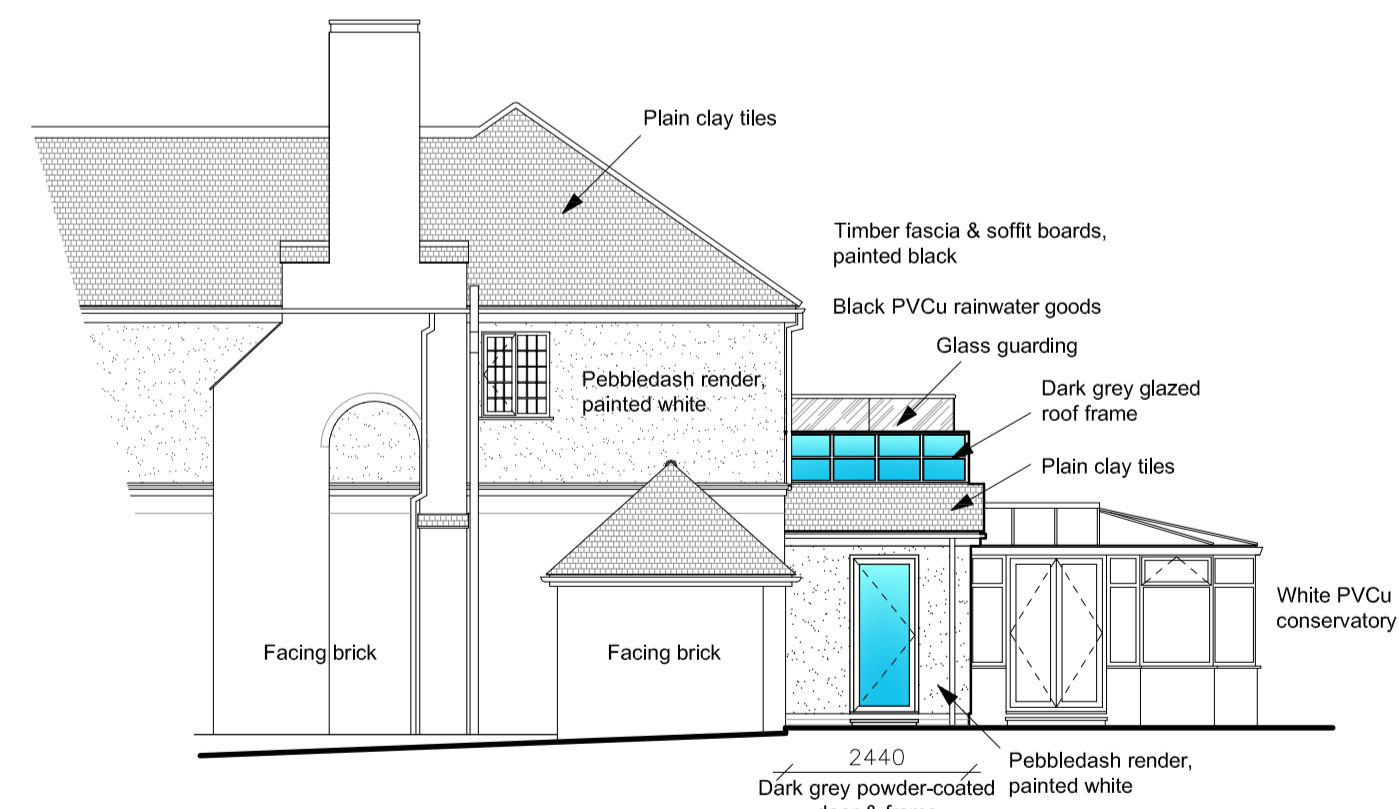 Plain clay tiles
Timber fascia & soffit boards,
painted black
Black PVCu rainwater goods
Glass guarding
Dark grey glazed
roof frame
Pebbledash render,
painted white
Plain clay tiles
White PVCu
conservatory
Facing brick
Facing brick
2440
Pebbledash render,
painted white
Dark grey powder-coated
door & frame